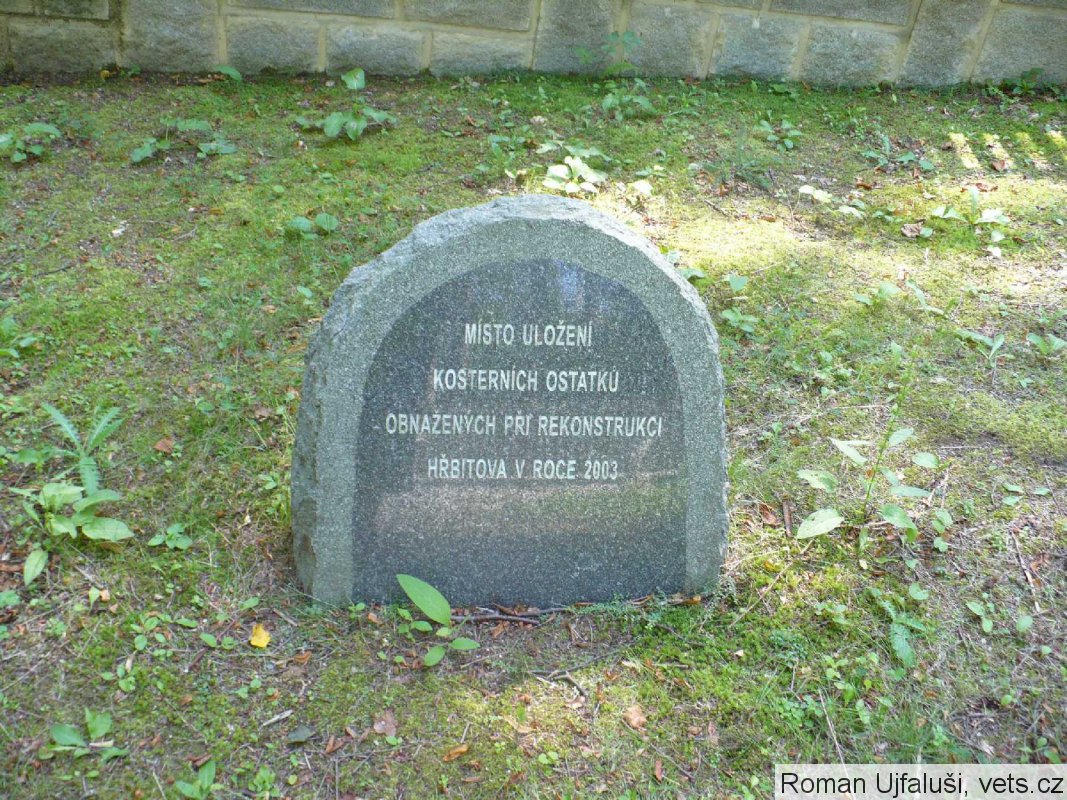 MÍSTO ULOŽENÍ
KOSTERNÍCH OSTATKŮ
OBNAŽENÝCH PŘI REKONSTRUKCI
HŘBITOVA V ROCE 2003
Roman Ujfaluši, vets.cz